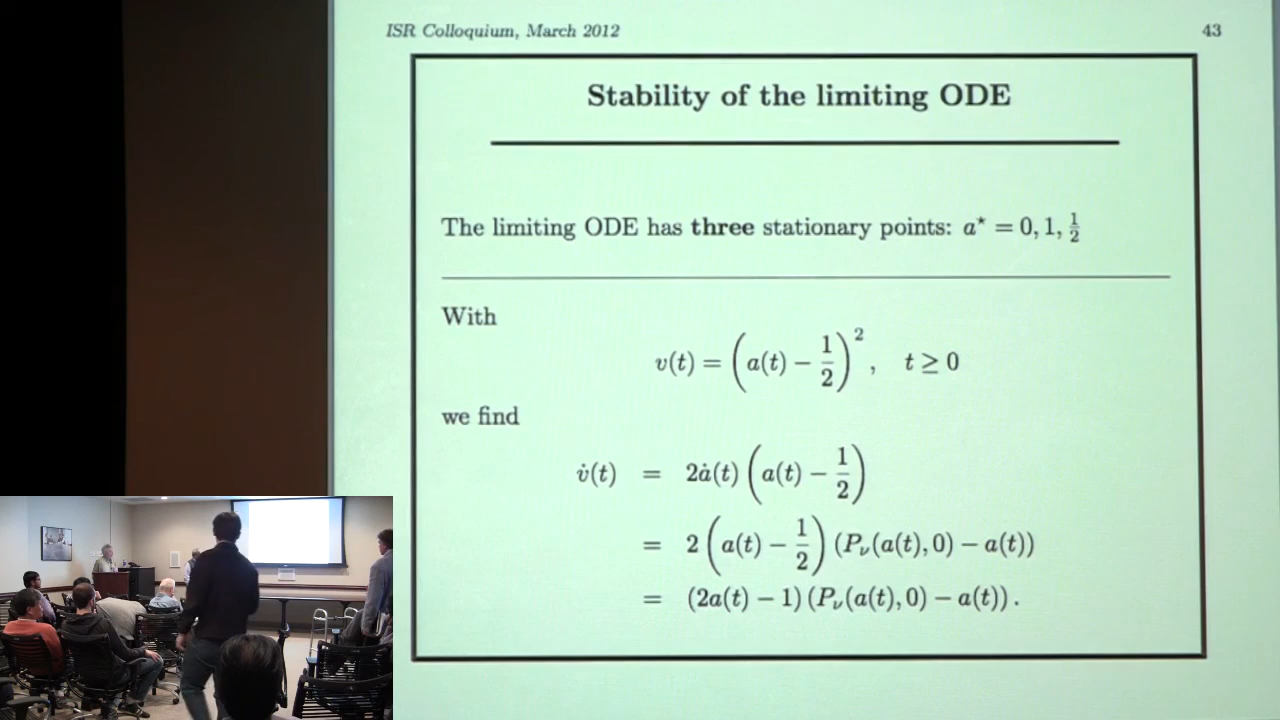 ISR Colloquium, March 2012
43
Stability of the limiting ODE
The limiting ODE has three stationary points: a⋆ = 0, 1, 1/2
With
v(t) = (a(t) − 1/2)², t ≥ 0
we find
v̇(t) = 2ȧ(t) (a(t) − 1/2)
= 2 (a(t) − 1/2) (Pν(a(t), 0) − a(t))
= (2a(t) − 1) (Pν(a(t), 0) − a(t)) .